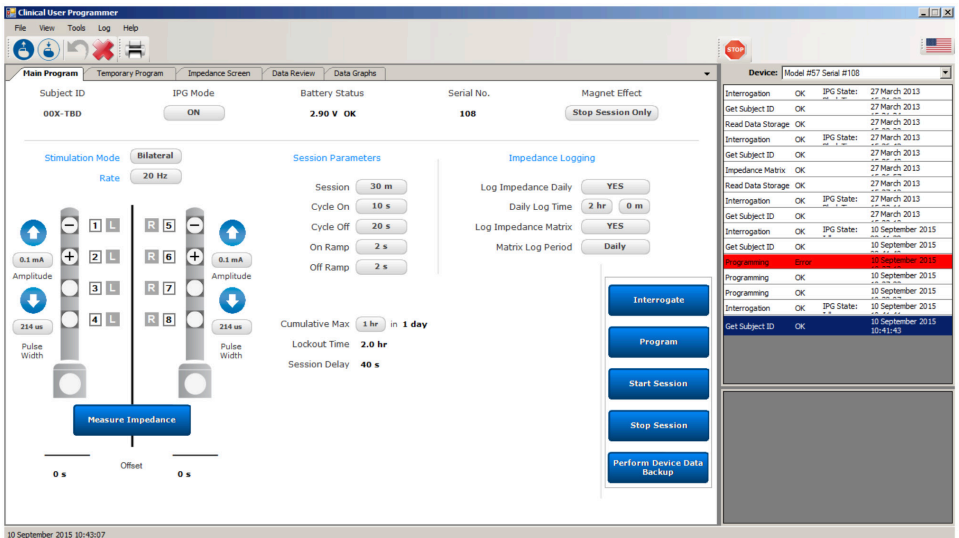 Clinical User Programmer
File View Tools Log Help
STOP
Main Program Temporary Program Impedance Screen Data Review Data Graphs
Device: Model #57 Serial #108
Subject ID IPG Mode Battery Status Serial No. Magnet Effect
00X-TBD ON 2.90 V OK 108 Stop Session Only
Stimulation Mode Bilateral
Rate 20 Hz
Session Parameters
Session 30 m
Cycle On 10 s
Cycle Off 20 s
On Ramp 2 s
Off Ramp 2 s
Cumulative Max 1 hr in 1 day
Lockout Time 2.0 hr
Session Delay 40 s
Impedance Logging
Log Impedance Daily YES
Daily Log Time 2 hr 0 m
Log Impedance Matrix YES
Matrix Log Period Daily
1 L R 5
2 L R 6
3 L R 7
4 L R 8
0.1 mA 0.1 mA
Amplitude Amplitude
214 us 214 us
Pulse Width Pulse Width
Measure Impedance
Offset
0 s 0 s
Interrogate
Program
Start Session
Stop Session
Perform Device Data Backup
Interrogation OK IPG State: 27 March 2013
Get Subject ID OK 27 March 2013
Read Data Storage OK 27 March 2013
Interrogation OK IPG State: 27 March 2013
Get Subject ID OK 27 March 2013
Impedance Matrix OK 27 March 2013
Read Data Storage OK 27 March 2013
Interrogation OK IPG State: 27 March 2013
Get Subject ID OK 27 March 2013
Interrogation OK IPG State: 10 September 2015
Get Subject ID OK 10 September 2015
Programming Error 10 September 2015
Programming OK 10 September 2015
Programming OK 10 September 2015
Interrogation OK IPG State: 10 September 2015
Get Subject ID OK 10 September 2015
10:41:43
10 September 2015 10:43:07